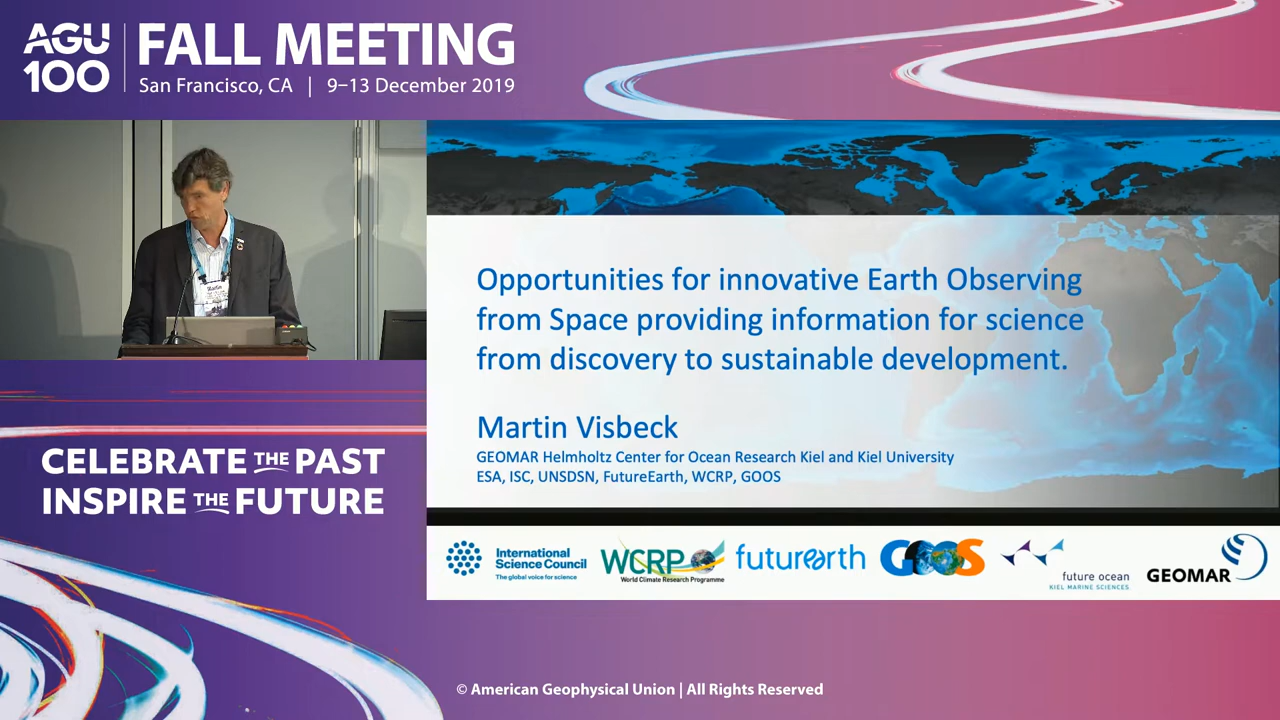 AGU
100
FALL MEETING
San Francisco, CA | 9–13 December 2019
Martin
Opportunities for innovative Earth Observing
from Space providing information for science
from discovery to sustainable development.
Martin Visbeck
GEOMAR Helmholtz Center for Ocean Research Kiel and Kiel University
ESA, ISC, UNSDSN, FutureEarth, WCRP, GOOS
CELEBRATE THE PAST
INSPIRE THE FUTURE
International
Science Council
The global voice for science
WCRP
World Climate Research Programme
futurearth
GOOS
future ocean
KIEL MARINE SCIENCES
GEOMAR
© American Geophysical Union | All Rights Reserved